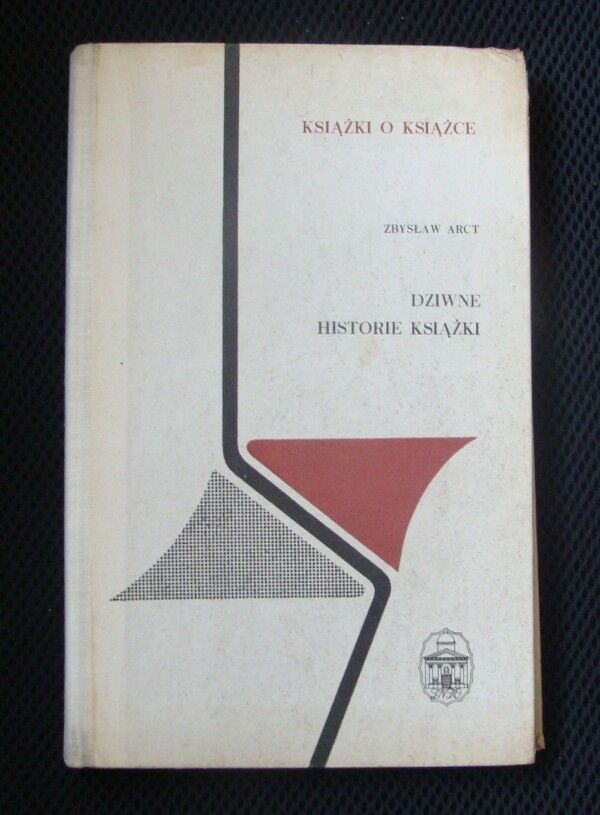 KSIĄŻKI O KSIĄŻCE
ZBYSŁAW ARCT
DZIWNE
HISTORIE KSIĄŻKI